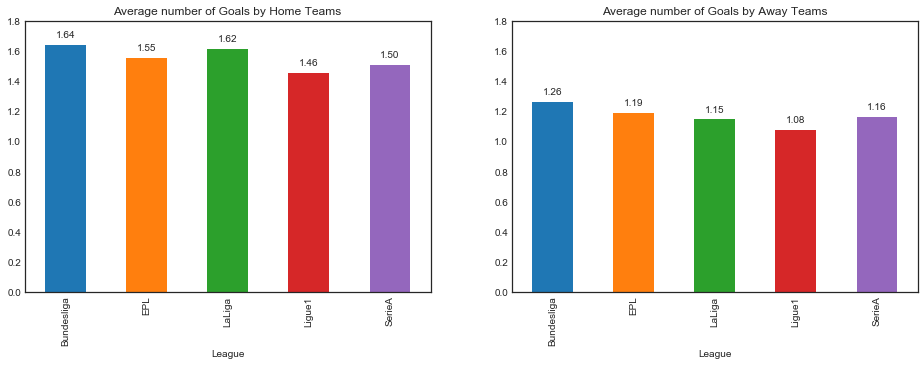 Average number of Goals by Home Teams
1.8
1.6
1.4
1.2
1.0
0.8
0.6
0.4
0.2
0.0
1.64
1.55
1.62
1.46
1.50
Bundesliga
EPL
LaLiga
Ligue1
SerieA
League
Average number of Goals by Away Teams
1.8
1.6
1.4
1.2
1.0
0.8
0.6
0.4
0.2
0.0
1.26
1.19
1.15
1.08
1.16
Bundesliga
EPL
LaLiga
Ligue1
SerieA
League